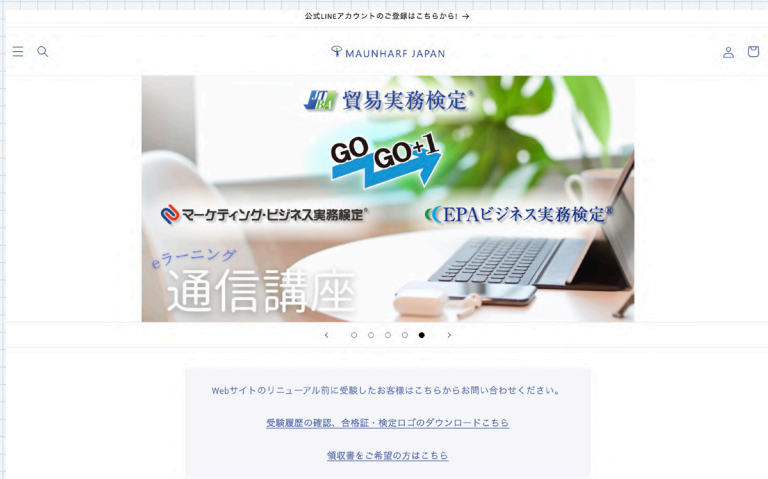 公式LINEアカウントのご登録はこちらから! →
MAUNHARF JAPAN
JTBA 貿易実務検定®
GO GO+1
マーケティング・ビジネス実務検定®
EPAビジネス実務検定®
eラーニング
通信講座
Webサイトのリニューアル前に受験したお客様はこちらからお問い合わせください。
受験履歴の確認、合格証・検定ロゴのダウンロードこちら
領収書をご希望の方はこちら